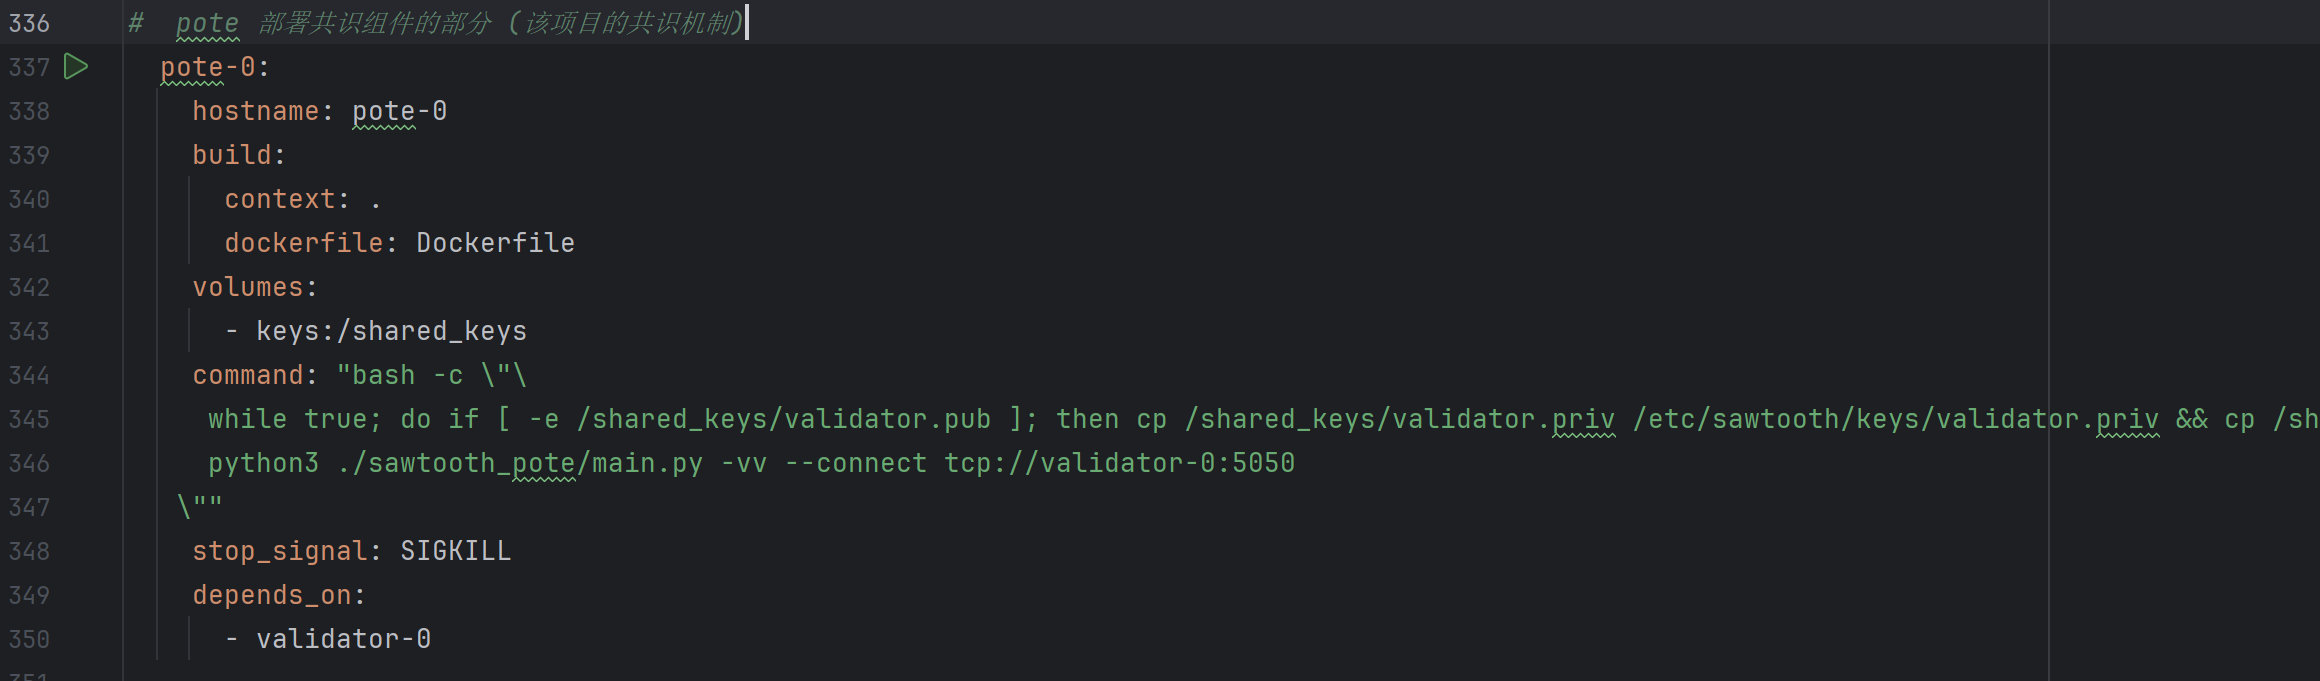 336 #  pote 部署共识组件的部分 (该项目的共识机制)
337 pote-0:
338 hostname: pote-0
339 build:
340 context: .
341 dockerfile: Dockerfile
342 volumes:
343 - keys:/shared_keys
344 command: "bash -c \"\
345 while true; do if [ -e /shared_keys/validator.pub ]; then cp /shared_keys/validator.priv /etc/sawtooth/keys/validator.priv && cp /sh
346 python3 ./sawtooth_pote/main.py -vv --connect tcp://validator-0:5050
347 \""
348 stop_signal: SIGKILL
349 depends_on:
350 - validator-0
351